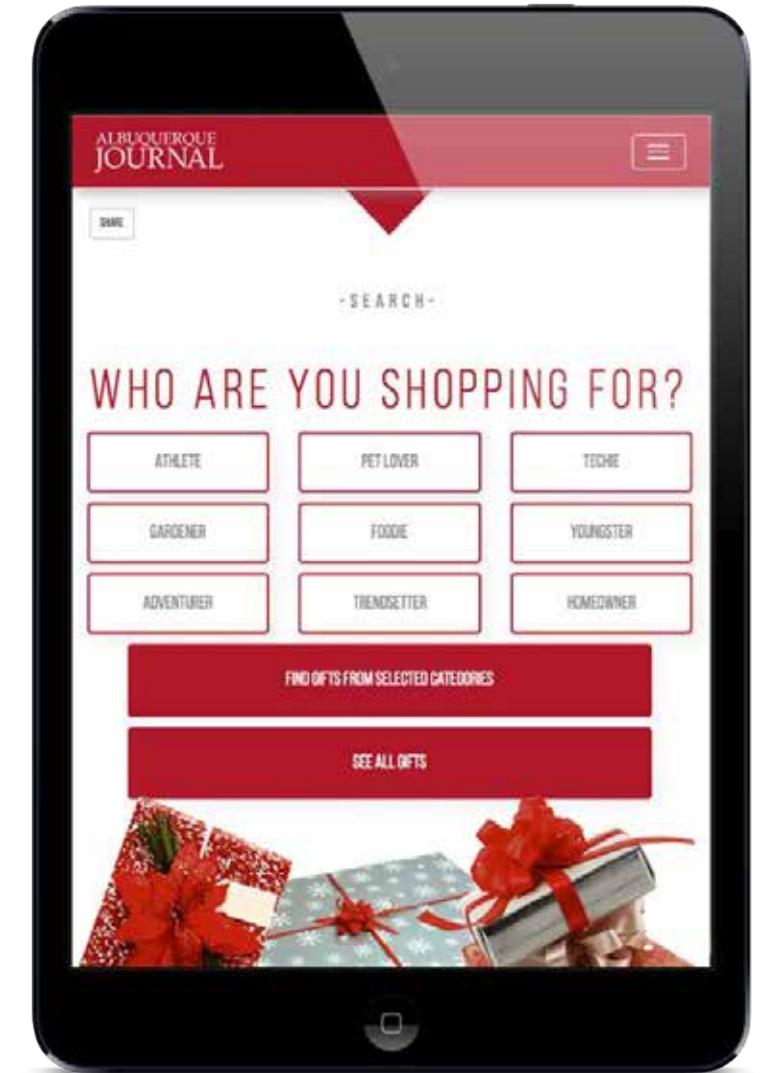 ALBUQUERQUE
JOURNAL
SHARE
-SEARCH-
WHO ARE YOU SHOPPING FOR?
ATHLETE PET LOVER TECHIE
GARDENER FOODIE YOUNGSTER
ADVENTURER TRENDSETTER HOMEOWNER
FIND GIFTS FROM SELECTED CATEGORIES
SEE ALL GIFTS